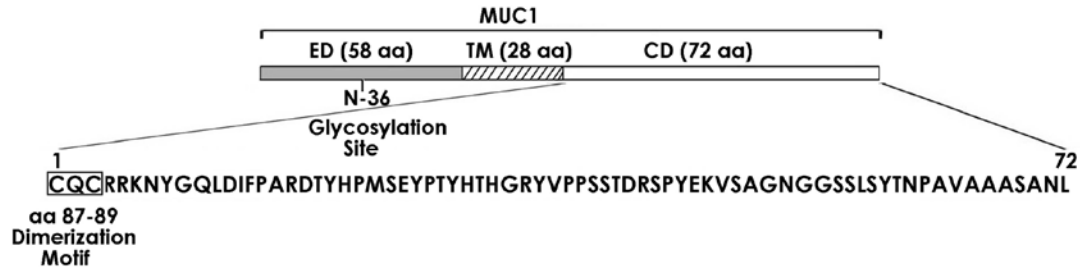 MUC1
ED (58 aa) TM (28 aa) CD (72 aa)
N-36
Glycosylation
Site
1 72
CQCRRKNYGQLDIFPARDTYHPMSEYPTYHTHGRYVPPSSTDRSPYEKVSAGNGGSSLSYTNPAVAAASANL
aa 87-89
Dimerization
Motif